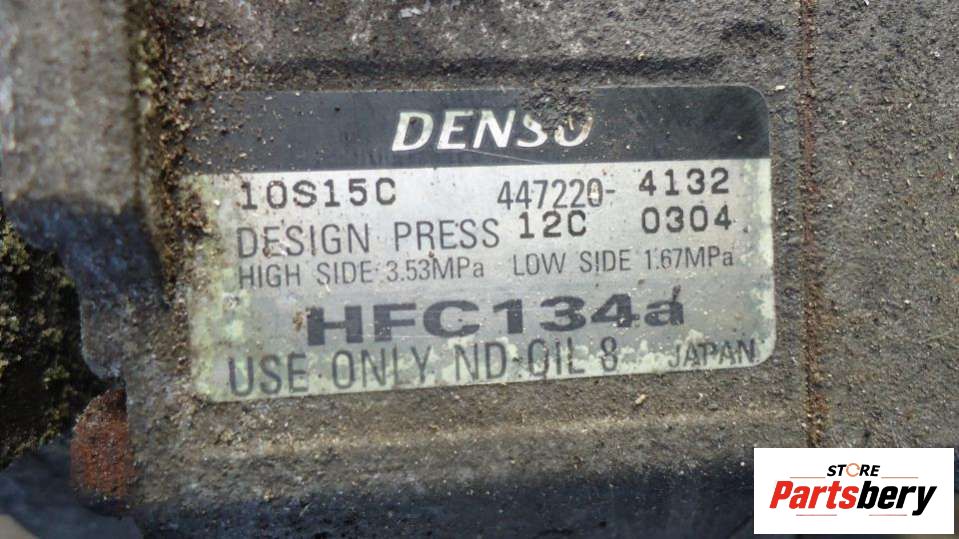 DENSO
10S15C 447220- 4132
DESIGN PRESS 12C 0304
HIGH SIDE 3.53MPa LOW SIDE 1.67MPa
HFC134a
USE ONLY ND-OIL 8 JAPAN
STORE
Partsbery